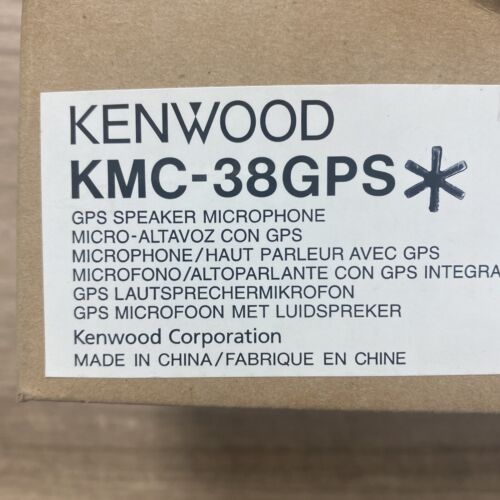 KENWOOD
KMC-38GPS*
GPS SPEAKER MICROPHONE
MICRO-ALTAVOZ CON GPS
MICROPHONE/HAUT PARLEUR AVEC GPS
MICROFONO/ALTOPARLANTE CON GPS INTEGRA
GPS LAUTSPRECHERMIKROFON
GPS MICROFOON MET LUIDSPREKER
Kenwood Corporation
MADE IN CHINA/FABRIQUE EN CHINE